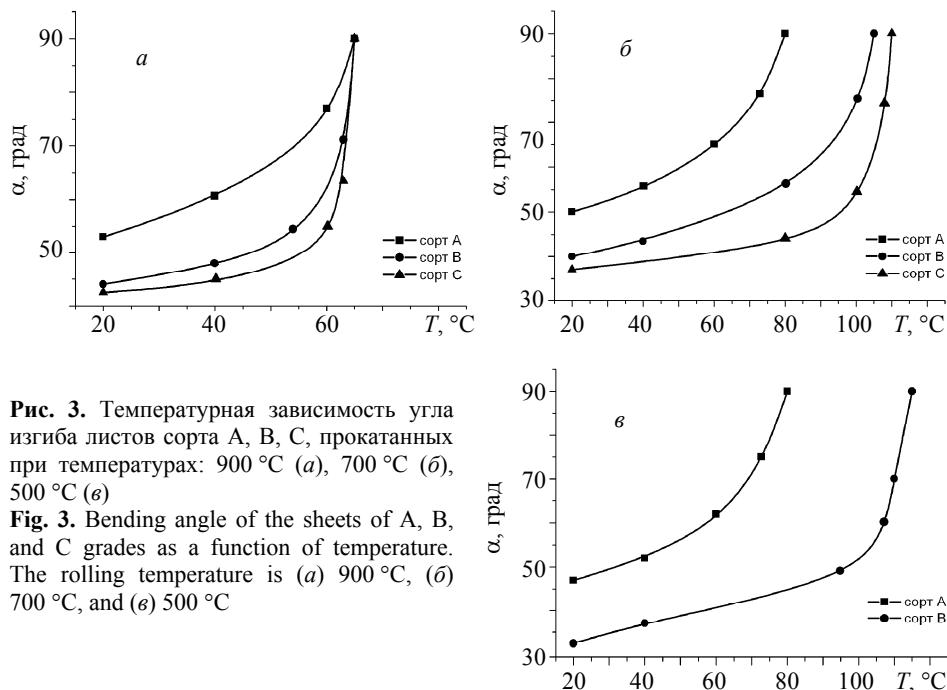 90
70
50
α, град
а
сорт A
сорт B
сорт C
20 40 60 T, °C
90
70
50
30
α, град
б
сорт A
сорт B
сорт C
20 40 60 80 100 T, °C
Рис. 3. Температурная зависимость угла
изгиба листов сорта А, В, С, прокатанных
при температурах: 900 °С (а), 700 °С (б),
500 °С (в)
Fig. 3. Bending angle of the sheets of A, B,
and C grades as a function of temperature.
The rolling temperature is (а) 900 °C, (б)
700 °C, and (в) 500 °C
90
70
50
30
α, град
в
сорт A
сорт B
20 40 60 80 100 T, °C